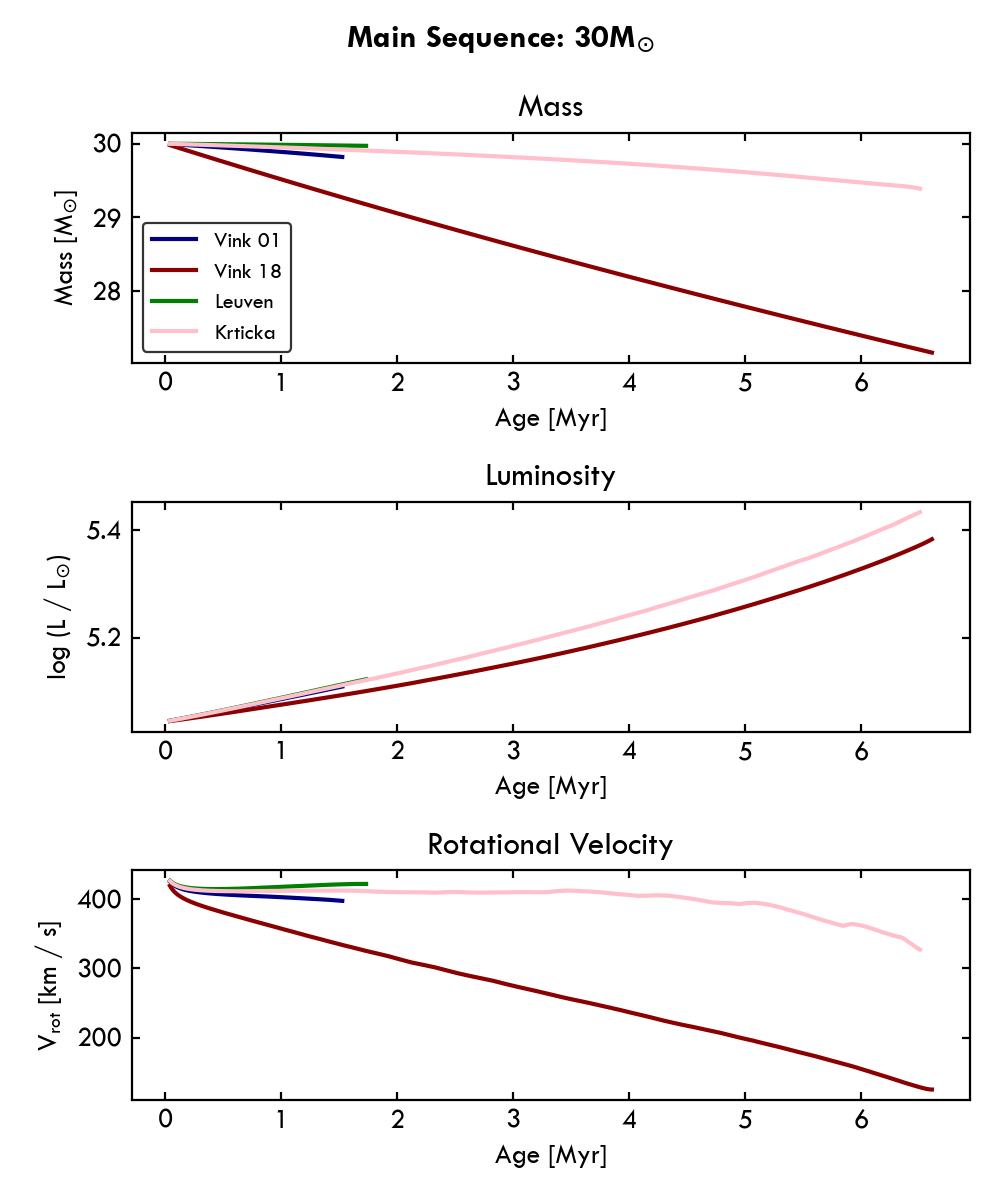 Main Sequence: 30M⊙
Mass
30
29
28
Mass [M⊙]
Vink 01
Vink 18
Leuven
Krticka
0 1 2 3 4 5 6
Age [Myr]
Luminosity
5.4
5.2
log (L / L⊙)
0 1 2 3 4 5 6
Age [Myr]
Rotational Velocity
400
300
200
Vrot [km / s]
0 1 2 3 4 5 6
Age [Myr]